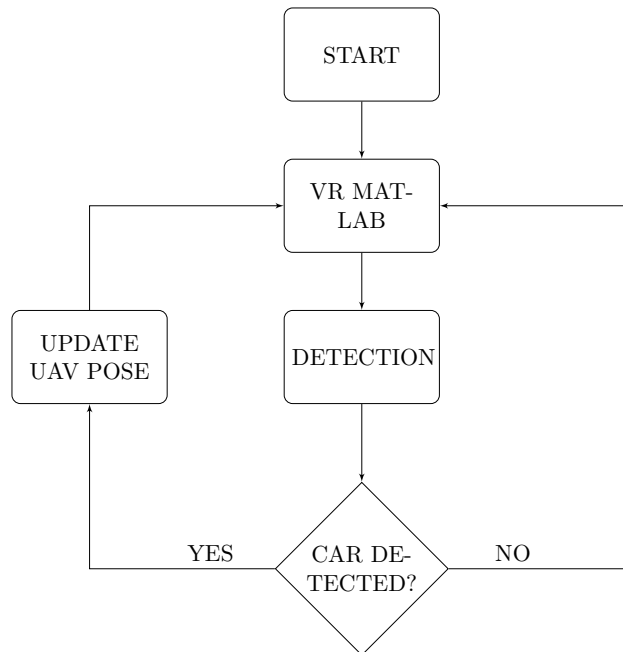 START
VR MAT-
LAB
UPDATE
UAV POSE
DETECTION
YES
CAR DE-
TECTED?
NO